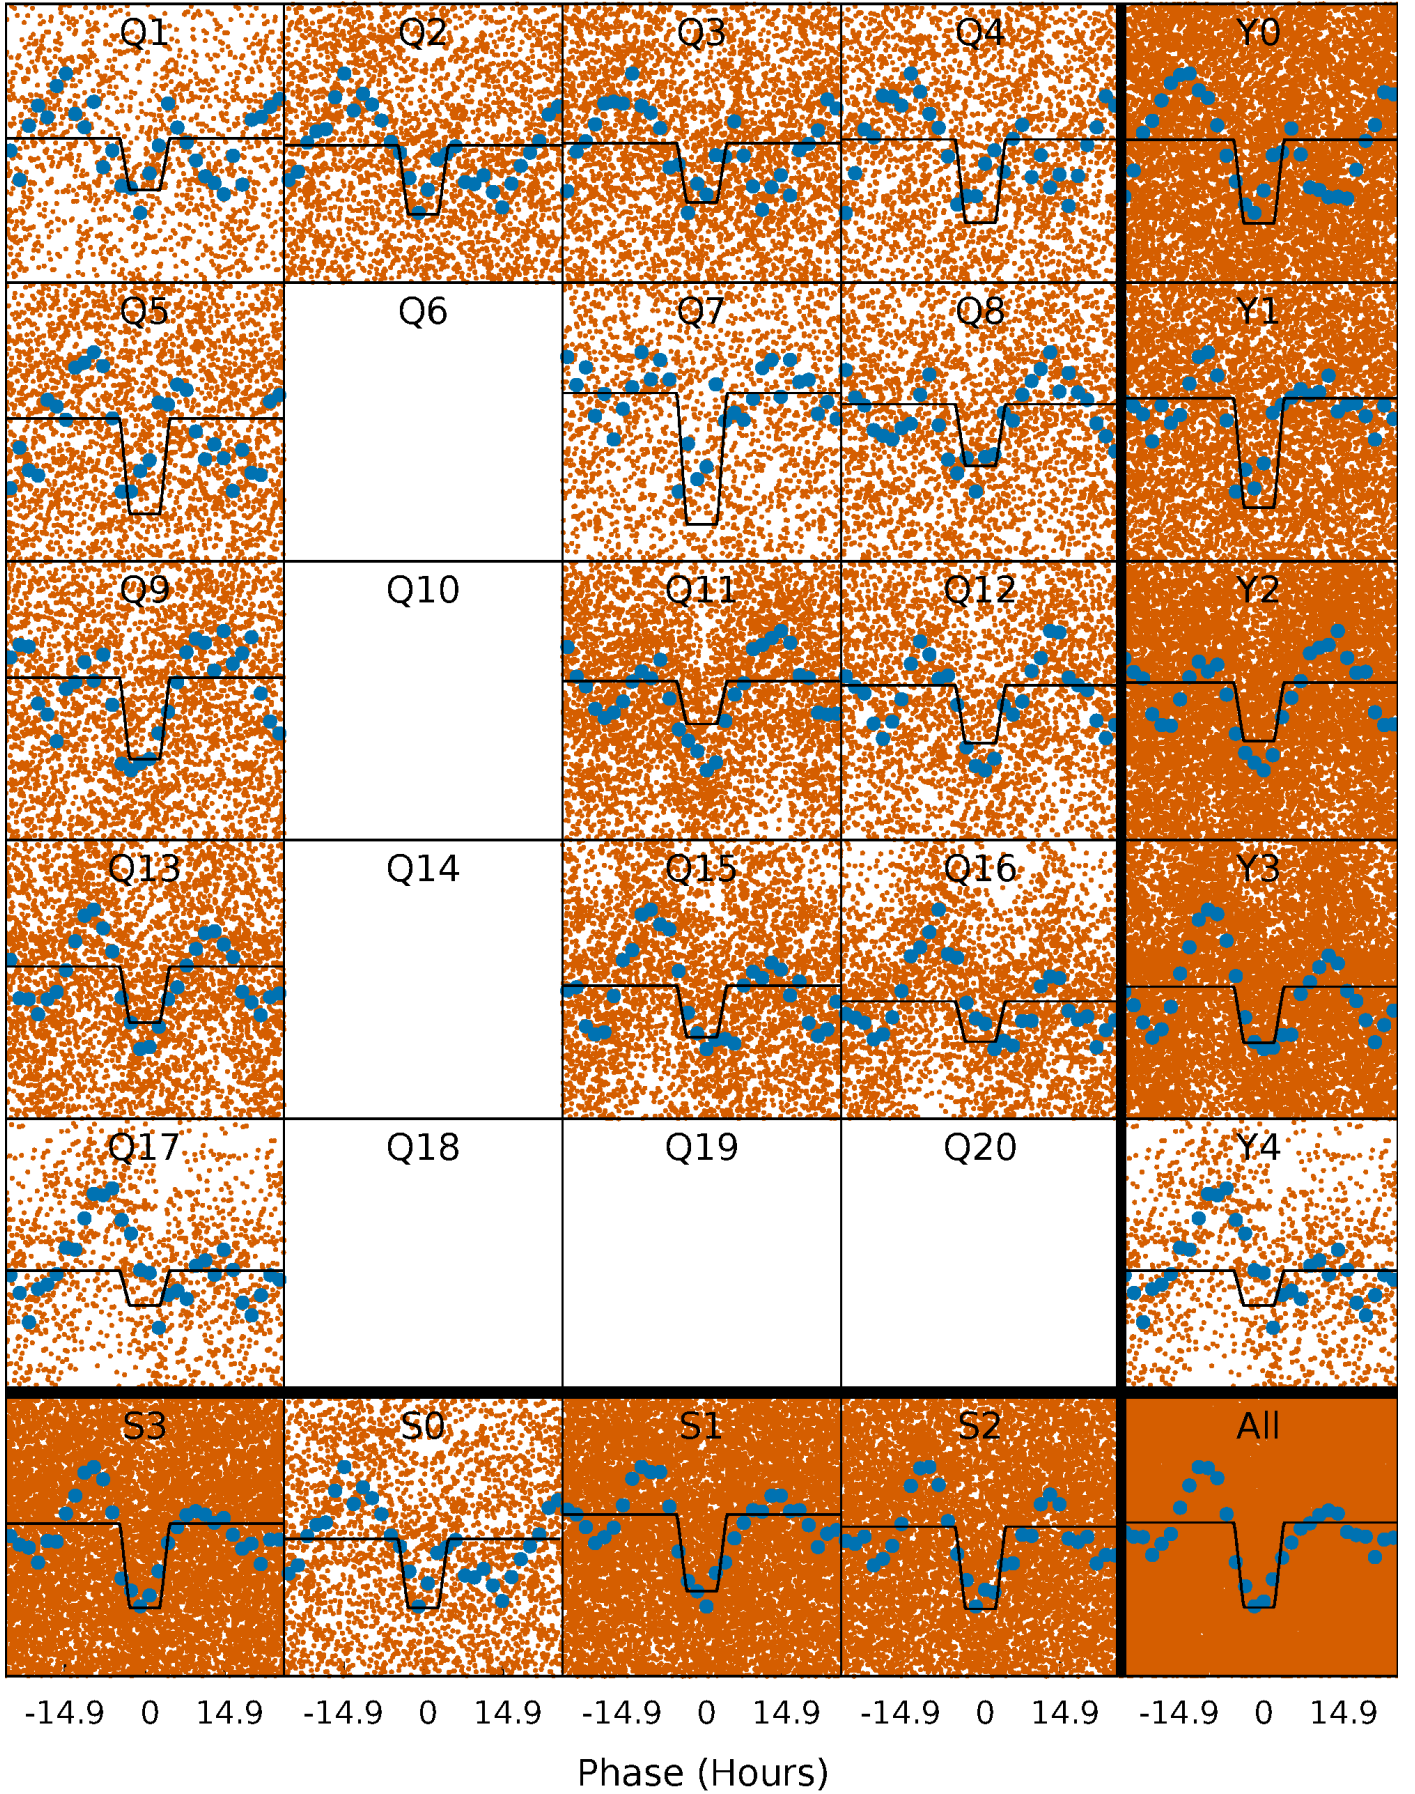 Q1 Q2 Q3 Q4 Y0
Q5 Q6 Q7 Q8 Y1
Q9 Q10 Q11 Q12 Y2
Q13 Q14 Q15 Q16 Y3
Q17 Q18 Q19 Q20 Y4
S3 S0 S1 S2 All
-14.9 0 14.9 -14.9 0 14.9 -14.9 0 14.9 -14.9 0 14.9 -14.9 0 14.9
Phase (Hours)